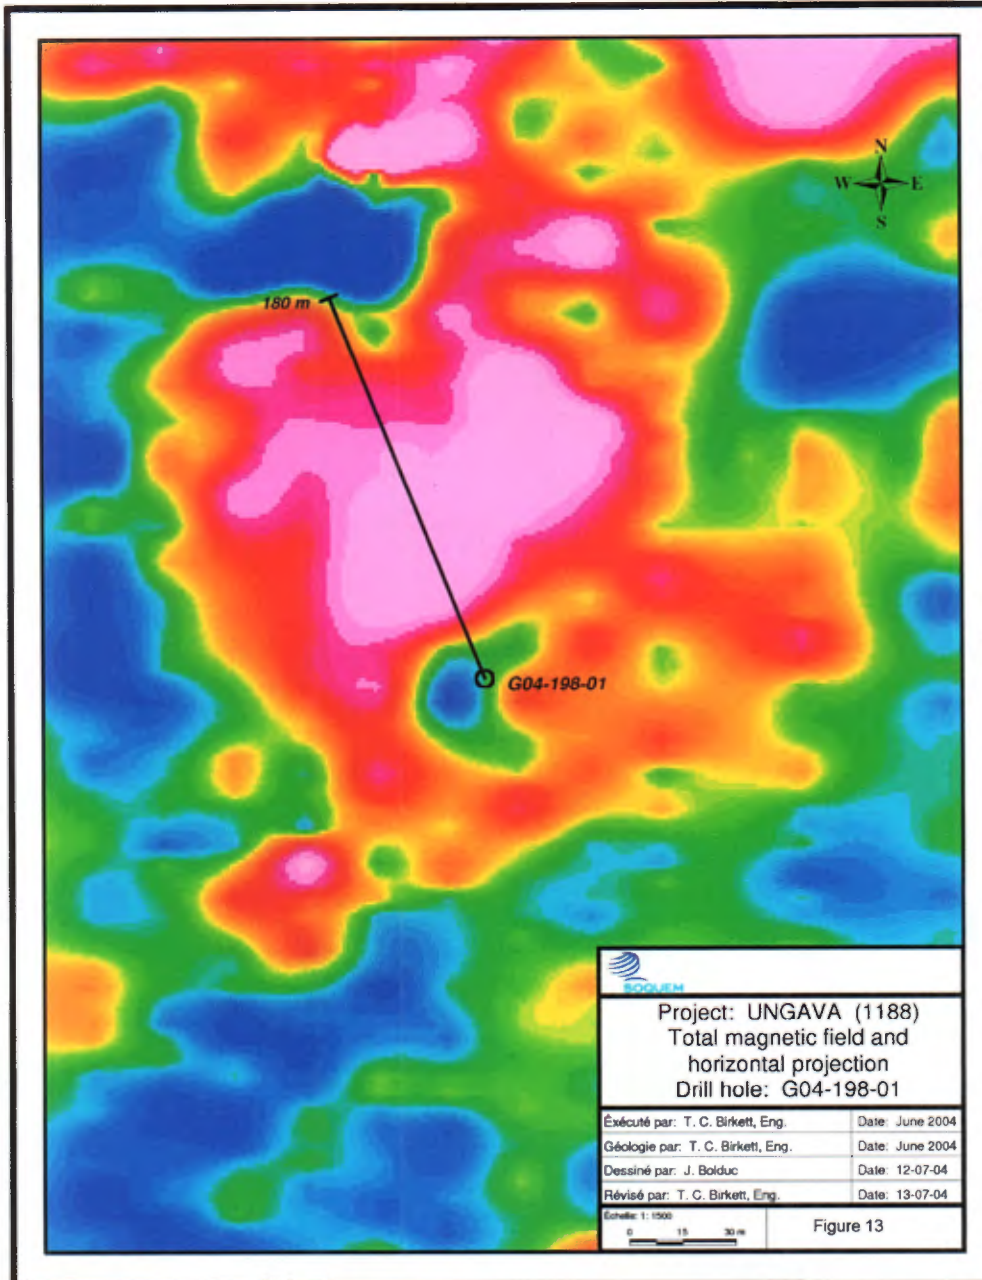 N
W E
S
180 m
G04-198-01
SOQUEM
Project: UNGAVA (1188)
Total magnetic field and
horizontal projection
Drill hole: G04-198-01
Éxécuté par: T. C. Birkett, Eng. Date: June 2004
Géologie par: T. C. Birkett, Eng. Date: June 2004
Dessiné par: J. Bolduc Date: 12-07-04
Révisé par: T. C. Birkett, Eng. Date: 13-07-04
Échelle: 1: 1500
0 15 30 m
Figure 13